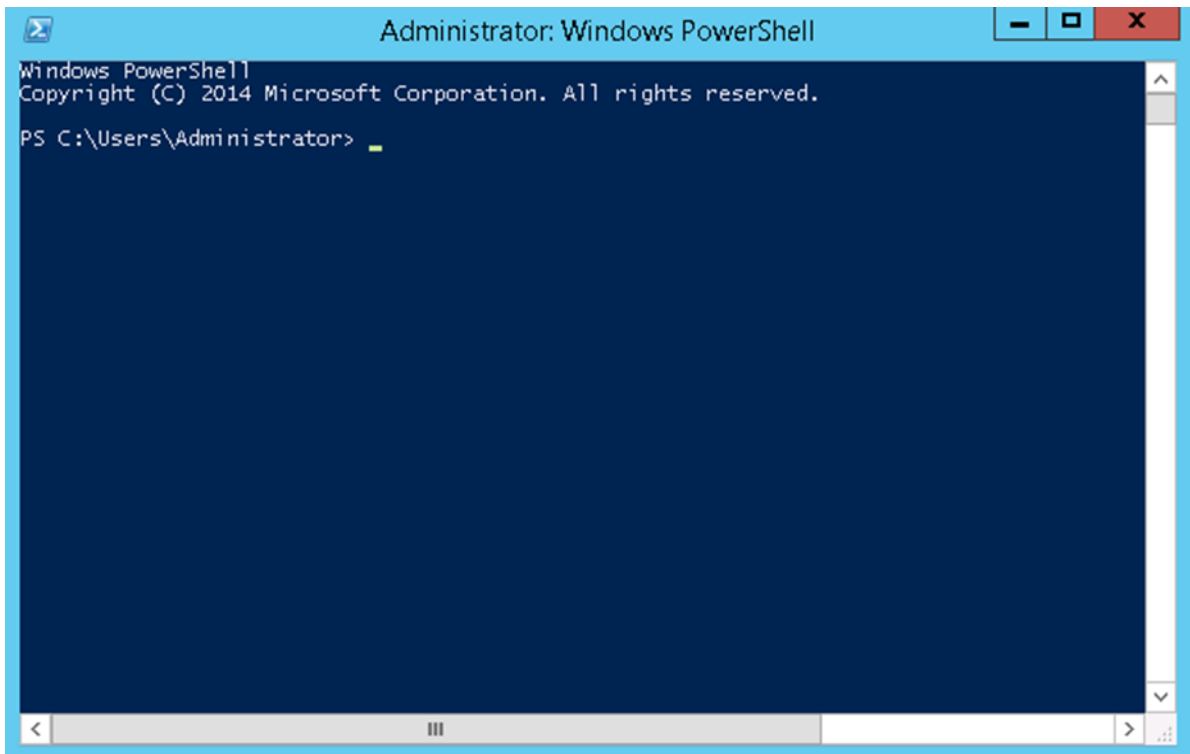 Administrator: Windows PowerShell
Windows PowerShell
Copyright (C) 2014 Microsoft Corporation. All rights reserved.
PS C:\Users\Administrator> _